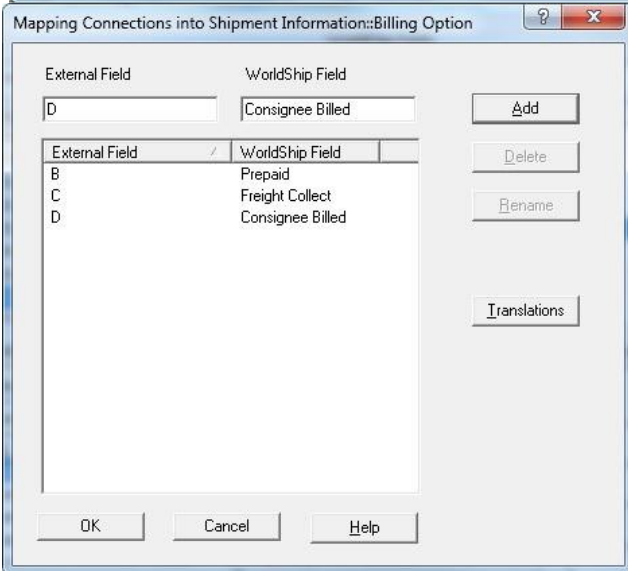 Mapping Connections into Shipment Information::Billing Option
External Field WorldShip Field
D Consignee Billed Add
External Field WorldShip Field Delete
B Prepaid
C Freight Collect Rename
D Consignee Billed
Translations
OK Cancel Help